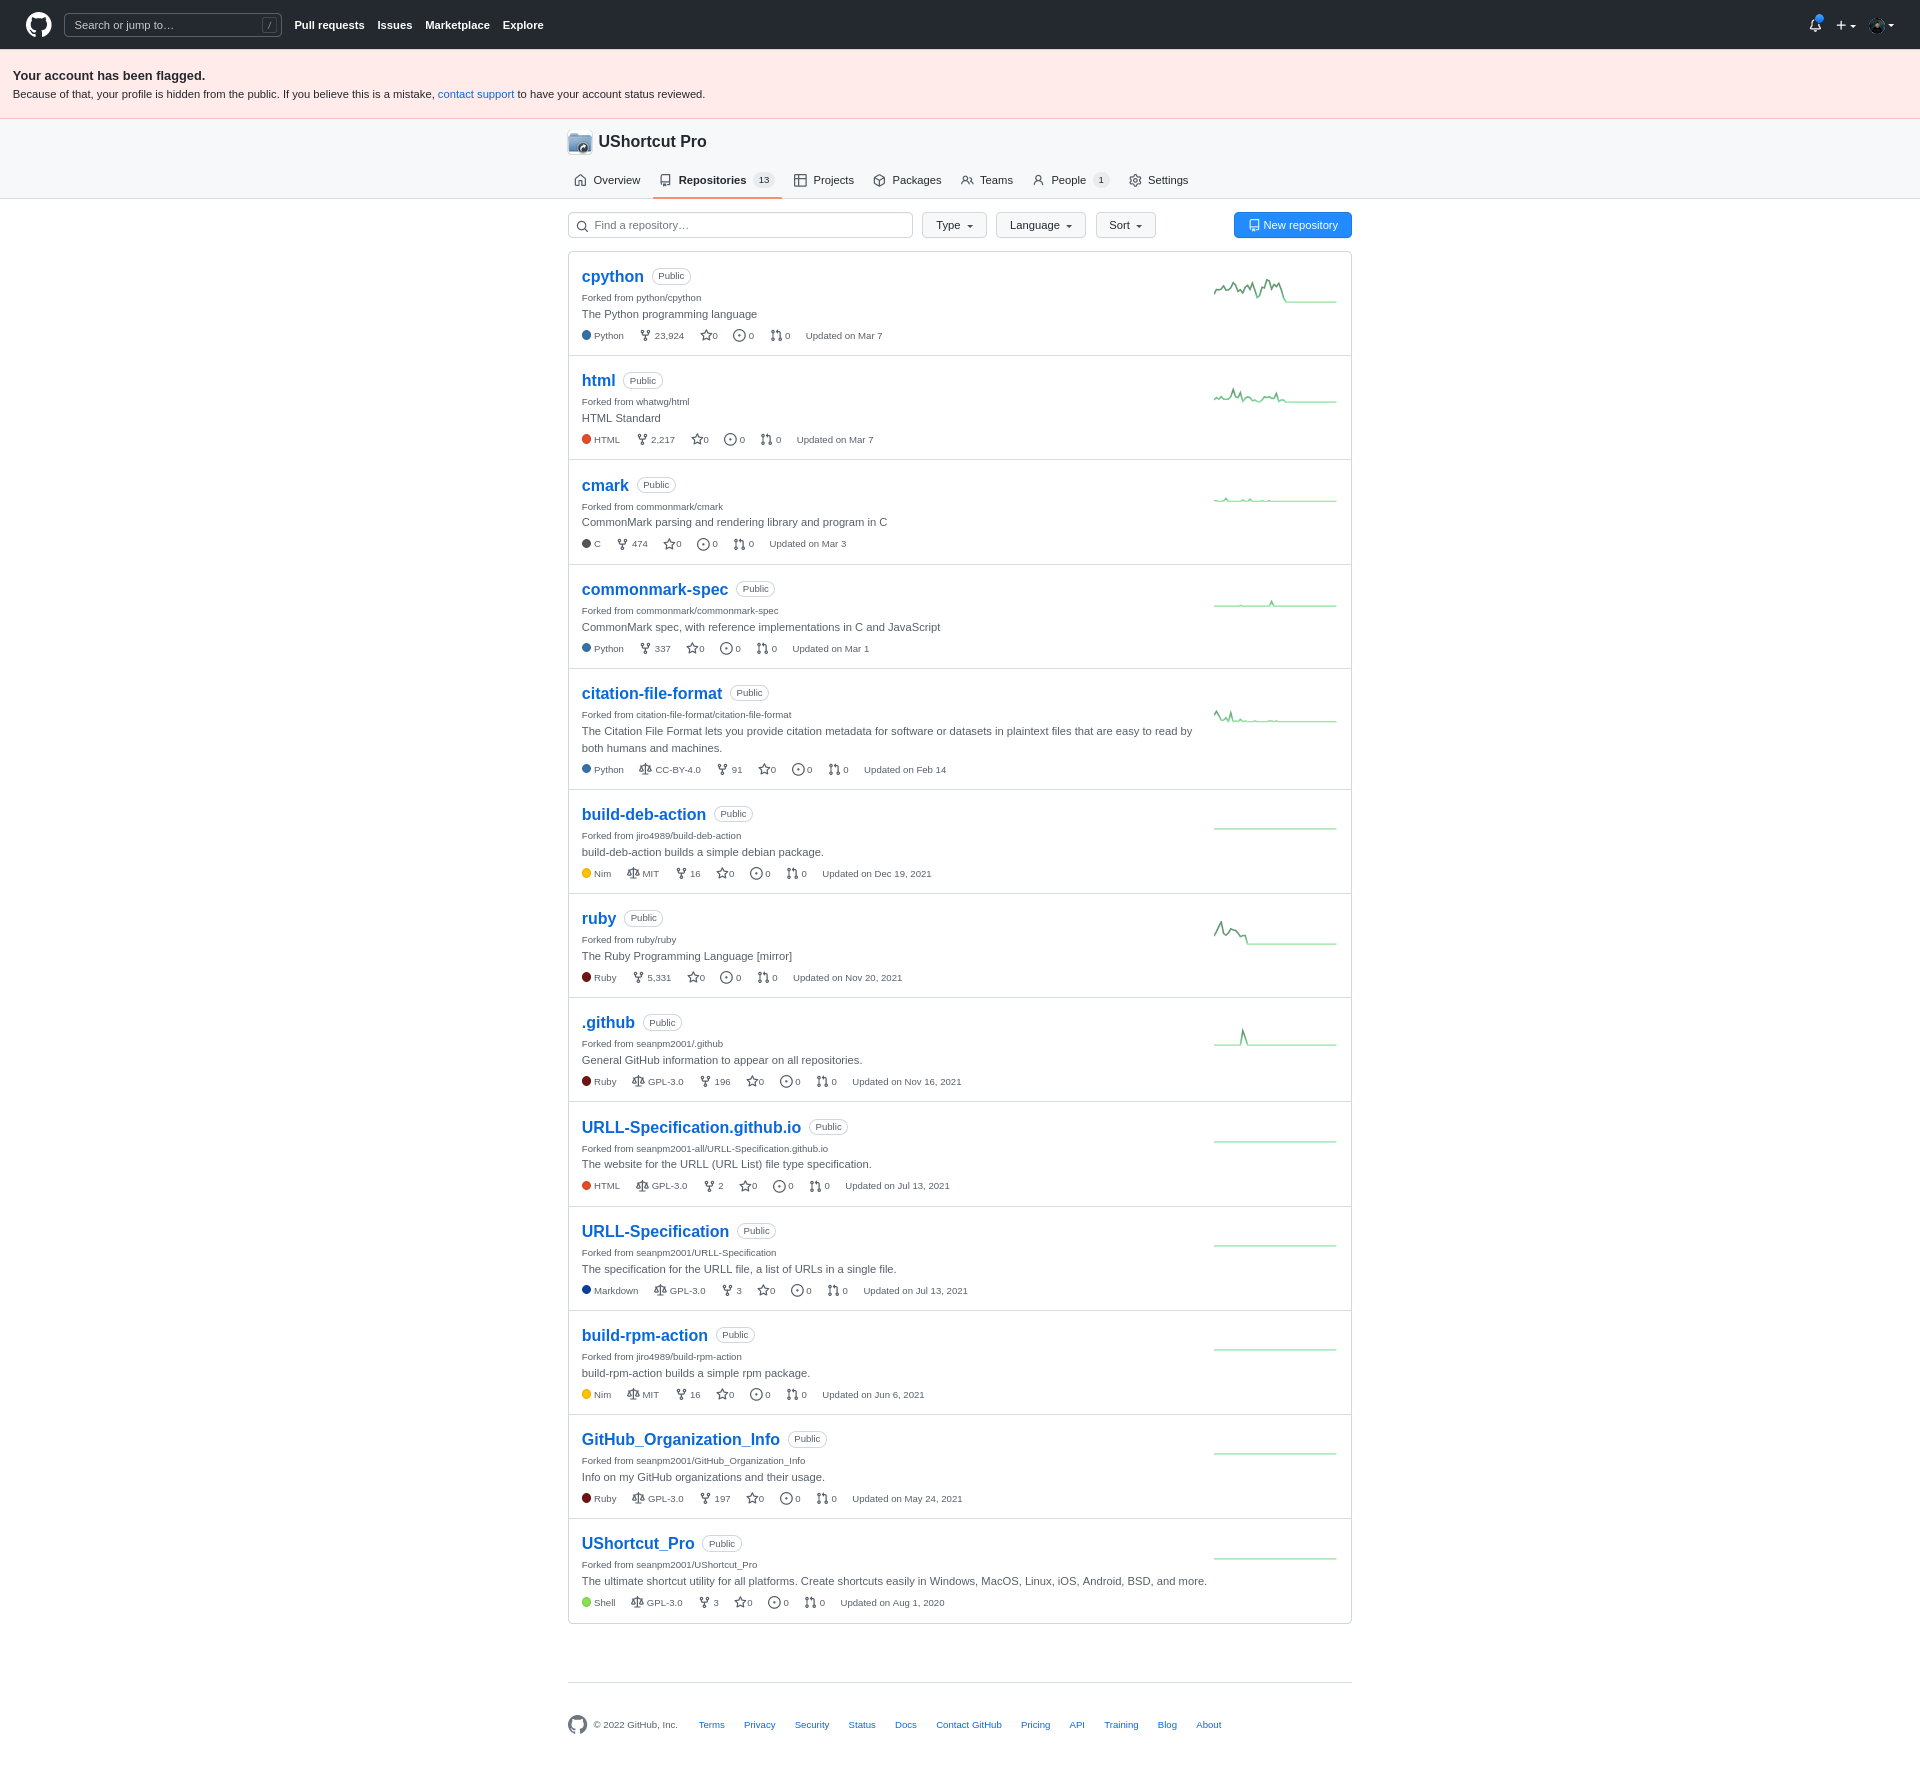 Search or jump to… /
Pull requests Issues Marketplace Explore
Your account has been flagged.
Because of that, your profile is hidden from the public. If you believe this is a mistake, contact support to have your account status reviewed.
UShortcut Pro
Overview Repositories 13 Projects Packages Teams People 1 Settings
Find a repository… Type Language Sort New repository
cpython Public
Forked from python/cpython
The Python programming language
Python 23,924 0 0 0 Updated on Mar 7
html Public
Forked from whatwg/html
HTML Standard
HTML 2,217 0 0 0 Updated on Mar 7
cmark Public
Forked from commonmark/cmark
CommonMark parsing and rendering library and program in C
C 474 0 0 0 Updated on Mar 3
commonmark-spec Public
Forked from commonmark/commonmark-spec
CommonMark spec, with reference implementations in C and JavaScript
Python 337 0 0 0 Updated on Mar 1
citation-file-format Public
Forked from citation-file-format/citation-file-format
The Citation File Format lets you provide citation metadata for software or datasets in plaintext files that are easy to read by
both humans and machines.
Python CC-BY-4.0 91 0 0 0 Updated on Feb 14
build-deb-action Public
Forked from jiro4989/build-deb-action
build-deb-action builds a simple debian package.
Nim MIT 16 0 0 0 Updated on Dec 19, 2021
ruby Public
Forked from ruby/ruby
The Ruby Programming Language [mirror]
Ruby 5,331 0 0 0 Updated on Nov 20, 2021
.github Public
Forked from seanpm2001/.github
General GitHub information to appear on all repositories.
Ruby GPL-3.0 196 0 0 0 Updated on Nov 16, 2021
URLL-Specification.github.io Public
Forked from seanpm2001-all/URLL-Specification.github.io
The website for the URLL (URL List) file type specification.
HTML GPL-3.0 2 0 0 0 Updated on Jul 13, 2021
URLL-Specification Public
Forked from seanpm2001/URLL-Specification
The specification for the URLL file, a list of URLs in a single file.
Markdown GPL-3.0 3 0 0 0 Updated on Jul 13, 2021
build-rpm-action Public
Forked from jiro4989/build-rpm-action
build-rpm-action builds a simple rpm package.
Nim MIT 16 0 0 0 Updated on Jun 6, 2021
GitHub_Organization_Info Public
Forked from seanpm2001/GitHub_Organization_Info
Info on my GitHub organizations and their usage.
Ruby GPL-3.0 197 0 0 0 Updated on May 24, 2021
UShortcut_Pro Public
Forked from seanpm2001/UShortcut_Pro
The ultimate shortcut utility for all platforms. Create shortcuts easily in Windows, MacOS, Linux, iOS, Android, BSD, and more.
Shell GPL-3.0 3 0 0 0 Updated on Aug 1, 2020
© 2022 GitHub, Inc. Terms Privacy Security Status Docs Contact GitHub Pricing API Training Blog About